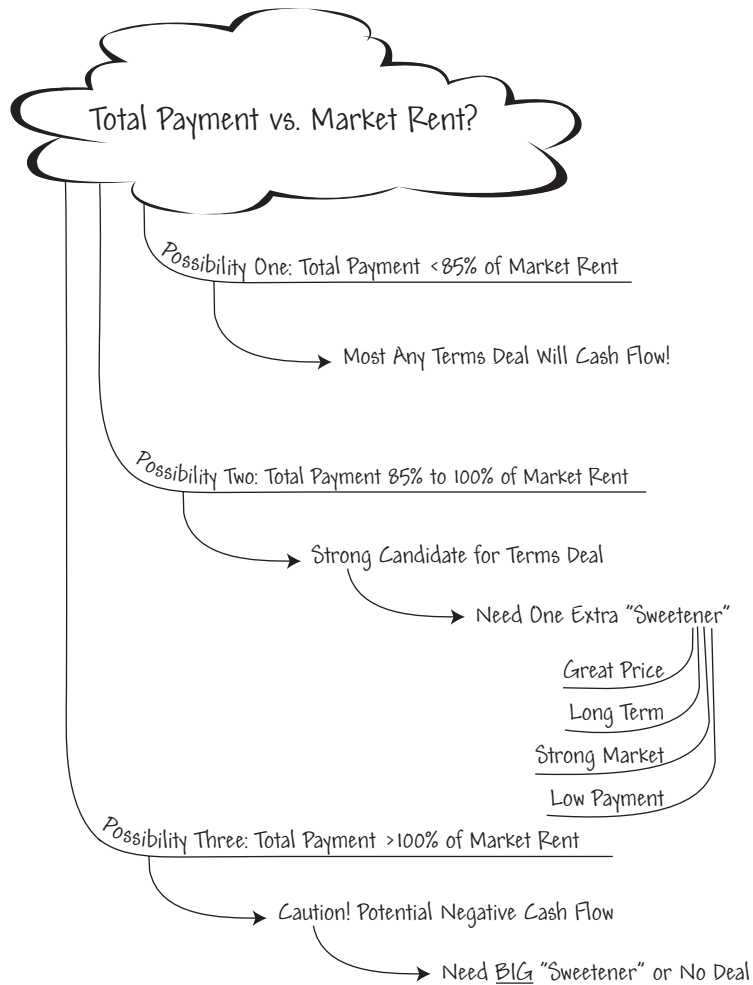 Total Payment vs. Market Rent?
Possibility One: Total Payment <85% of Market Rent
Most Any Terms Deal Will Cash Flow!
Possibility Two: Total Payment 85% to 100% of Market Rent
Strong Candidate for Terms Deal
Need One Extra "Sweetener"
Great Price
Long Term
Strong Market
Low Payment
Possibility Three: Total Payment >100% of Market Rent
Caution! Potential Negative Cash Flow
Need BIG "Sweetener" or No Deal